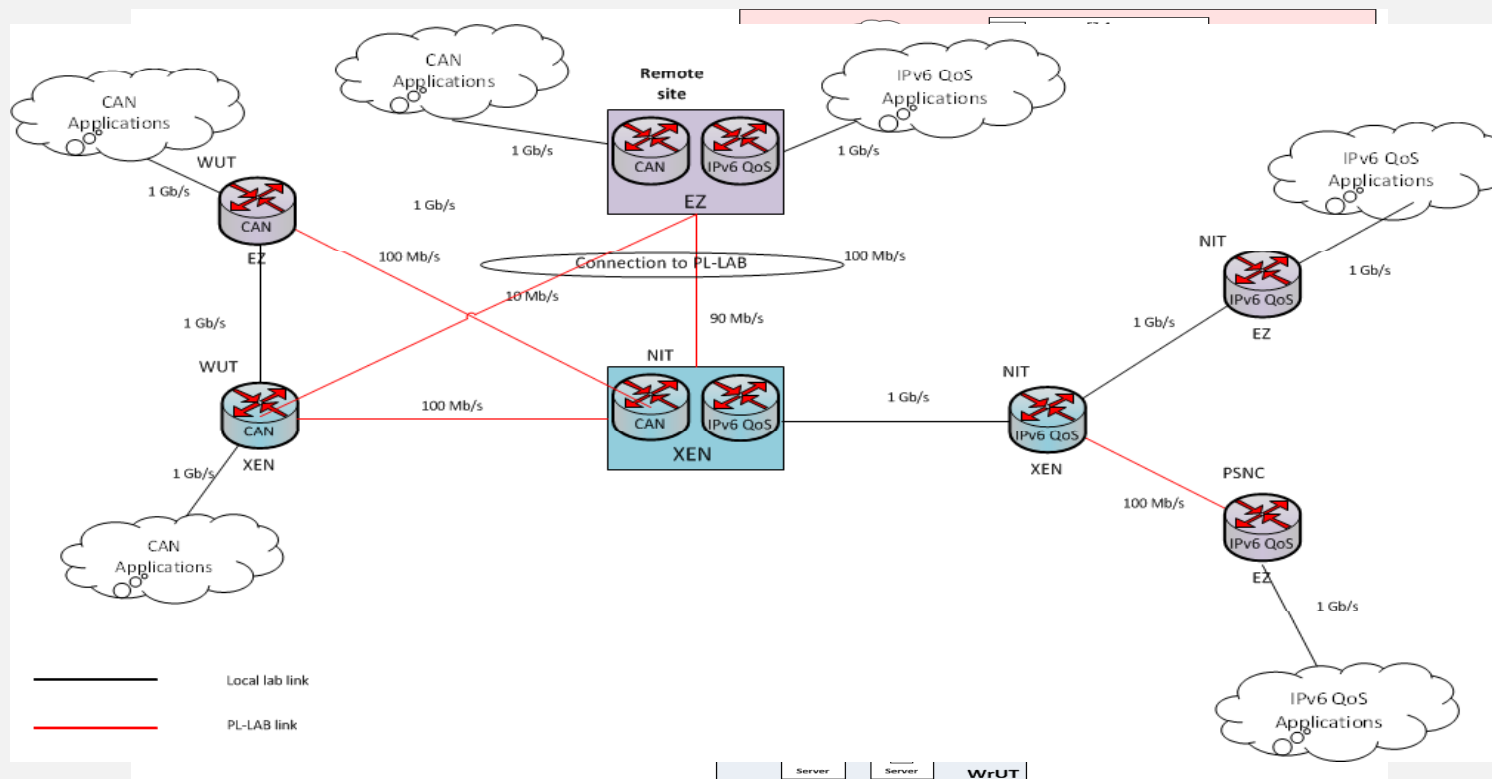 CAN
Applications
Remote
site
IPv6 QoS
Applications
CAN
Applications
1 Gb/s
CAN
IPv6 QoS
EZ
1 Gb/s
IPv6 QoS
Applications
WUT
1 Gb/s
CAN
EZ
1 Gb/s
100 Mb/s
Connection to PL-LAB
100 Mb/s
NIT
IPv6 QoS
EZ
1 Gb/s
10 Mb/s
90 Mb/s
1 Gb/s
1 Gb/s
WUT
CAN
XEN
100 Mb/s
NIT
CAN
IPv6 QoS
XEN
1 Gb/s
NIT
IPv6 QoS
XEN
1 Gb/s
CAN
Applications
100 Mb/s
PSNC
IPv6 QoS
EZ
1 Gb/s
IPv6 QoS
Applications
Local lab link
PL-LAB link
Server
Server
WrUT